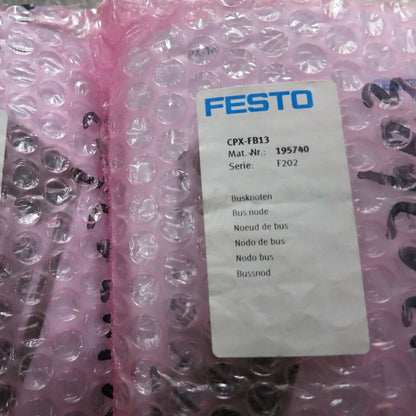 FESTO
CPX-FB13
Mat.-Nr.: 195740
Serie: F202
Busknoten
Bus node
Noeud de bus
Nodo de bus
Nodo bus
Bussnod